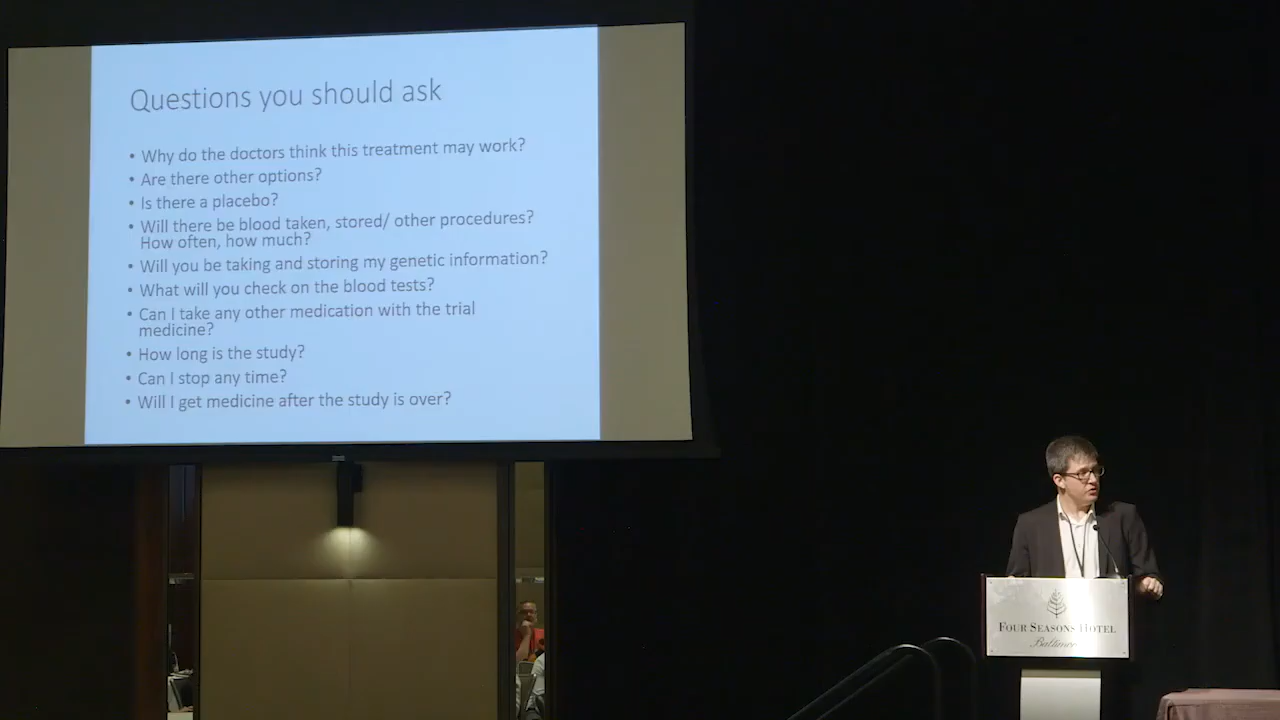 Questions you should ask
• Why do the doctors think this treatment may work?
• Are there other options?
• Is there a placebo?
• Will there be blood taken, stored/ other procedures?
How often, how much?
• Will you be taking and storing my genetic information?
• What will you check on the blood tests?
• Can I take any other medication with the trial
medicine?
• How long is the study?
• Can I stop any time?
• Will I get medicine after the study is over?
FOUR SEASONS HOTEL
Baltimore